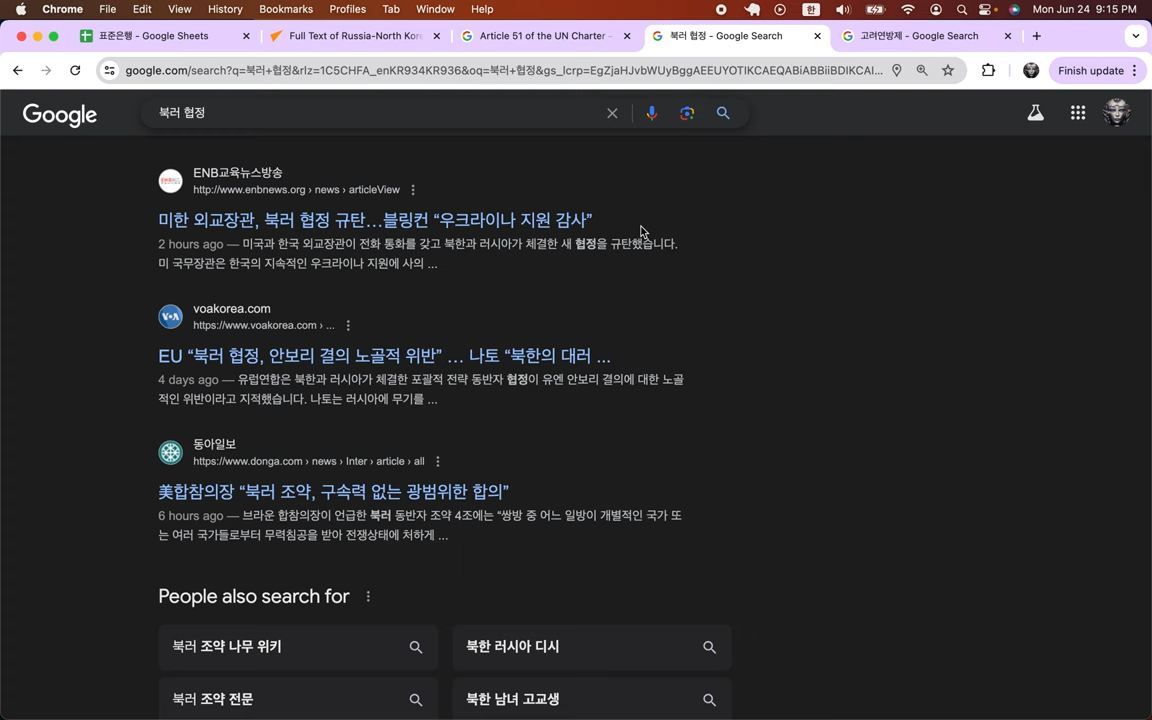 Chrome File Edit View History Bookmarks Profiles Tab Window Help 한 Mon Jun 24 9:15 PM
표준은행 - Google Sheets Full Text of Russia-North Kore Article 51 of the UN Charter - 북러 협정 - Google Search 고려연방제 - Google Search
google.com/search?q=북러+협정&rlz=1C5CHFA_enKR934KR936&oq=북러+협정&gs_lcrp=EgZjaHJvbWUyBggAEEUYOTIKCAEQABiABBiiBDIKCAI... Finish update
Google 북러 협정
ENB교육뉴스방송
http://www.enbnews.org › news › articleView
미한 외교장관, 북러 협정 규탄…블링컨 “우크라이나 지원 감사”
2 hours ago — 미국과 한국 외교장관이 전화 통화를 갖고 북한과 러시아가 체결한 새 협정을 규탄했습니다.
미 국무장관은 한국의 지속적인 우크라이나 지원에 사의 ...
VOA
voakorea.com
https://www.voakorea.com › ...
EU “북러 협정, 안보리 결의 노골적 위반” … 나토 “북한의 대러 ...
4 days ago — 유럽연합은 북한과 러시아가 체결한 포괄적 전략 동반자 협정이 유엔 안보리 결의에 대한 노골
적인 위반이라고 지적했습니다. 나토는 러시아에 무기를 ...
동아일보
https://www.donga.com › news › Inter › article › all
美합참의장 “북러 조약, 구속력 없는 광범위한 합의”
6 hours ago — 브라운 합참의장이 언급한 북러 동반자 조약 4조에는 “쌍방 중 어느 일방이 개별적인 국가 또
는 여러 국가들로부터 무력침공을 받아 전쟁상태에 처하게 ...
People also search for
북러 조약 나무 위키 북한 러시아 디시
북러 조약 전문 북한 남녀 고교생